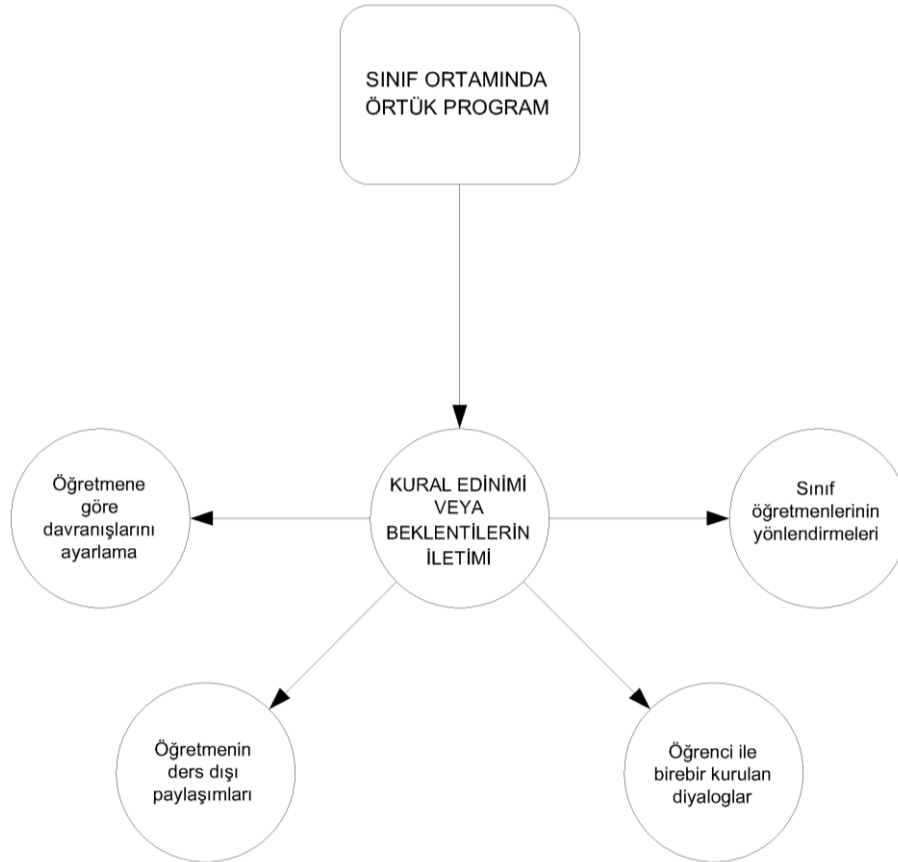 SINIF ORTAMINDA
ÖRTÜK PROGRAM
KURAL EDİNİMİ
VEYA
BEKLENTİLERİN
İLETİMİ
Öğretmene
göre
davranışlarını
ayarlama
Sınıf
öğretmenlerinin
yönlendirmeleri
Öğretmenin
ders dışı
paylaşımları
Öğrenci ile
birebir kurulan
diyaloglar